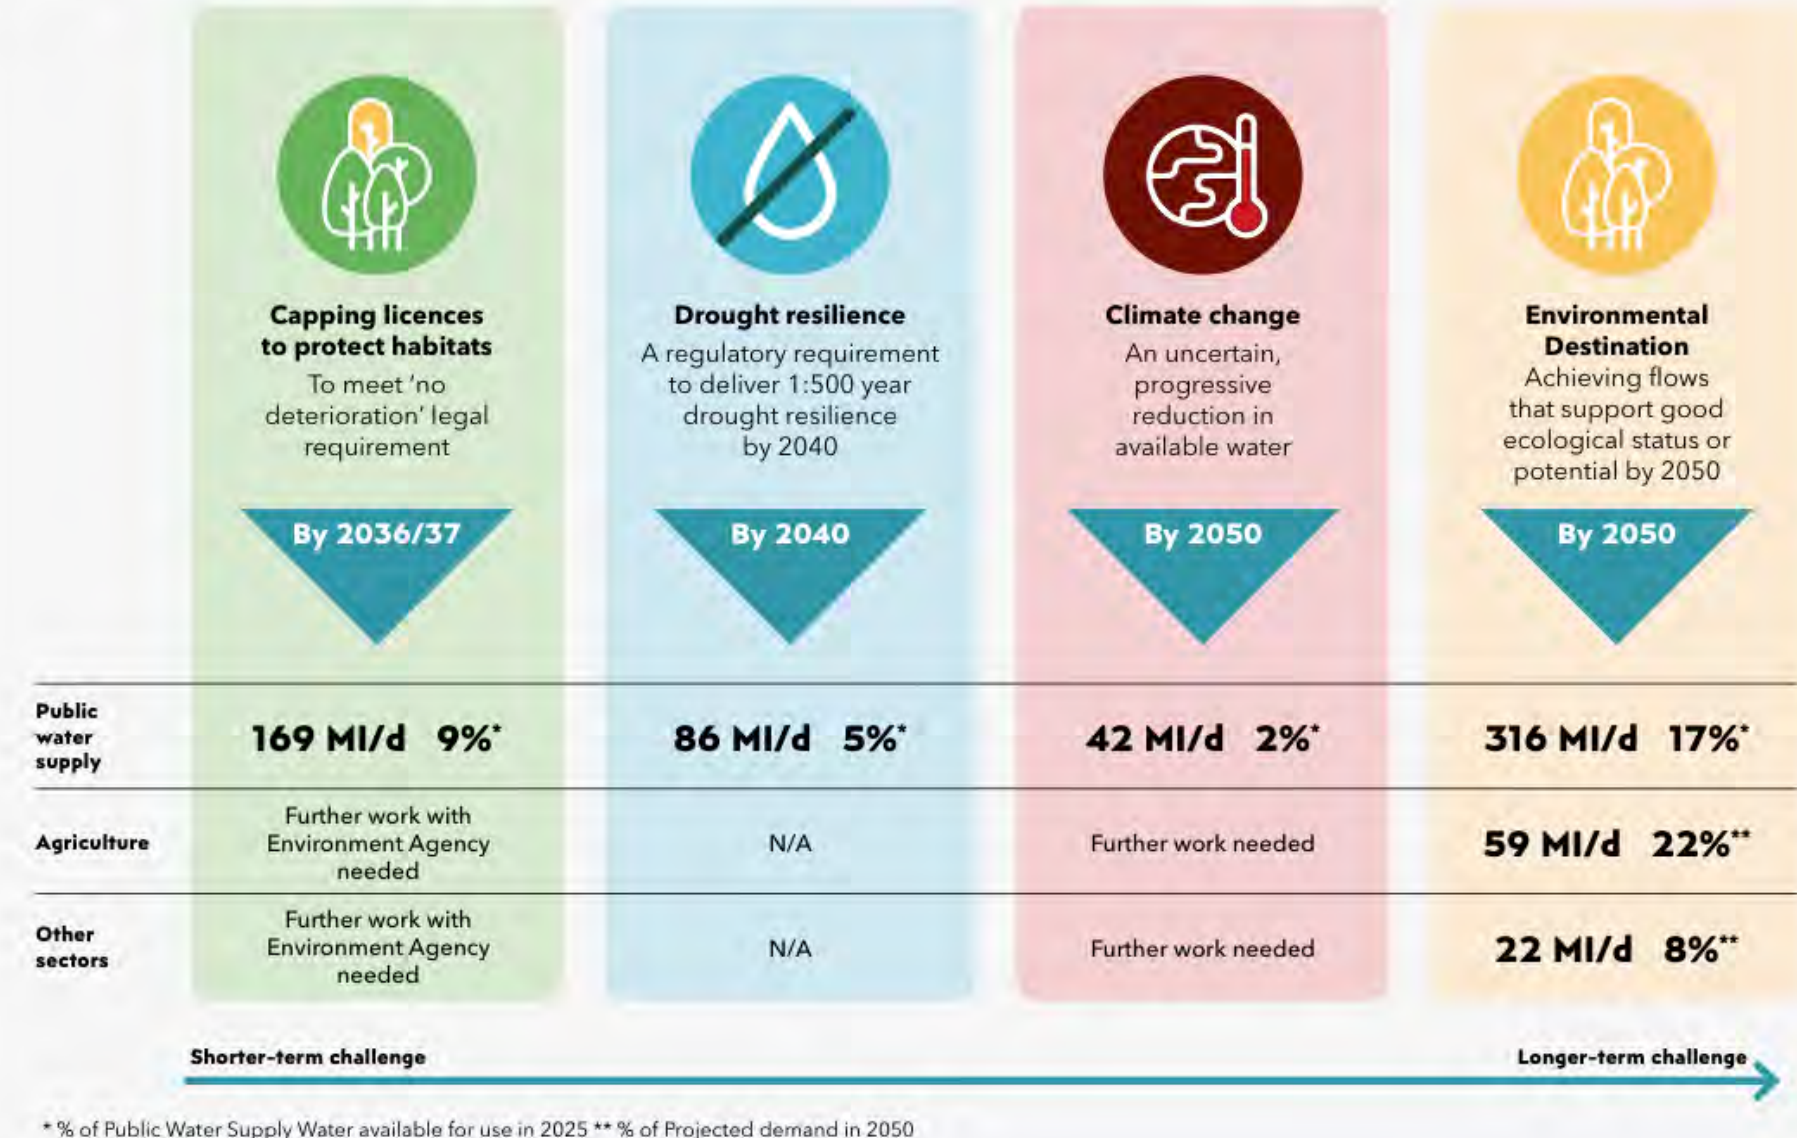 Capping licences
to protect habitats
To meet ‘no
deterioration’ legal
requirement
By 2036/37
Drought resilience
A regulatory requirement
to deliver 1:500 year
drought resilience
by 2040
By 2040
Climate change
An uncertain,
progressive
reduction in
available water
By 2050
Environmental
Destination
Achieving flows
that support good
ecological status or
potential by 2050
By 2050
Public
water
supply
169 Ml/d 9%*
86 Ml/d 5%*
42 Ml/d 2%*
316 Ml/d 17%*
Agriculture
Further work with
Environment Agency
needed
N/A
Further work needed
59 Ml/d 22%**
Other
sectors
Further work with
Environment Agency
needed
N/A
Further work needed
22 Ml/d 8%**
Shorter-term challenge
Longer-term challenge
* % of Public Water Supply Water available for use in 2025 ** % of Projected demand in 2050